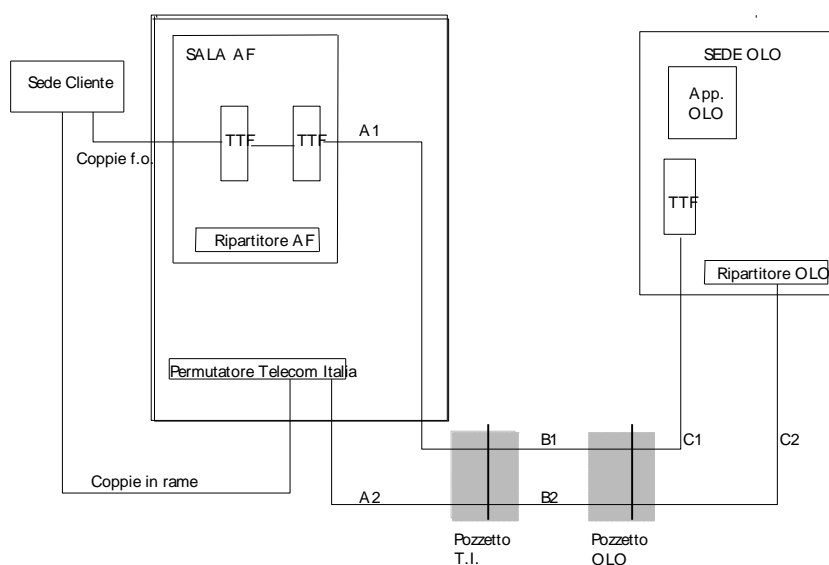 SALA AF
SEDE OLO
Sede Cliente
App.
OLO
TTF
TTF
A1
Coppie f.o.
TTF
Ripartitore AF
Ripartitore OLO
Permutatore Telecom Italia
B1
C1
C2
Coppie in rame
A2
B2
Pozzetto
T.I.
Pozzetto
OLO